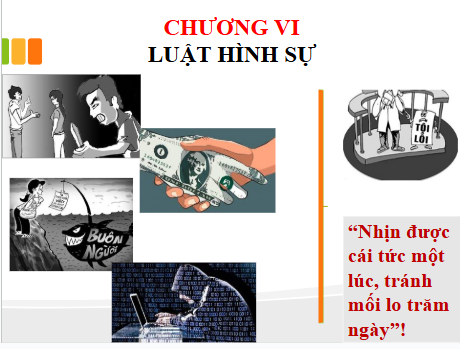 CHƯƠNG VI
LUẬT HÌNH SỰ
TỘI
LỖI
BUÔN
NGƯỜI
“Nhịn được
cái tức một
lúc, tránh
mối lo trăm
ngày”!